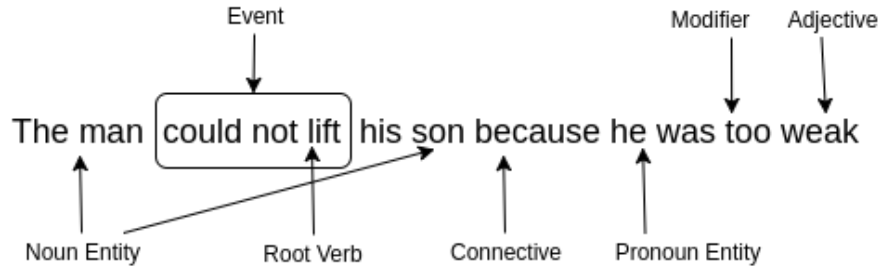 Event
Modifier Adjective
The man could not lift his son because he was too weak
Noun Entity Root Verb Connective Pronoun Entity